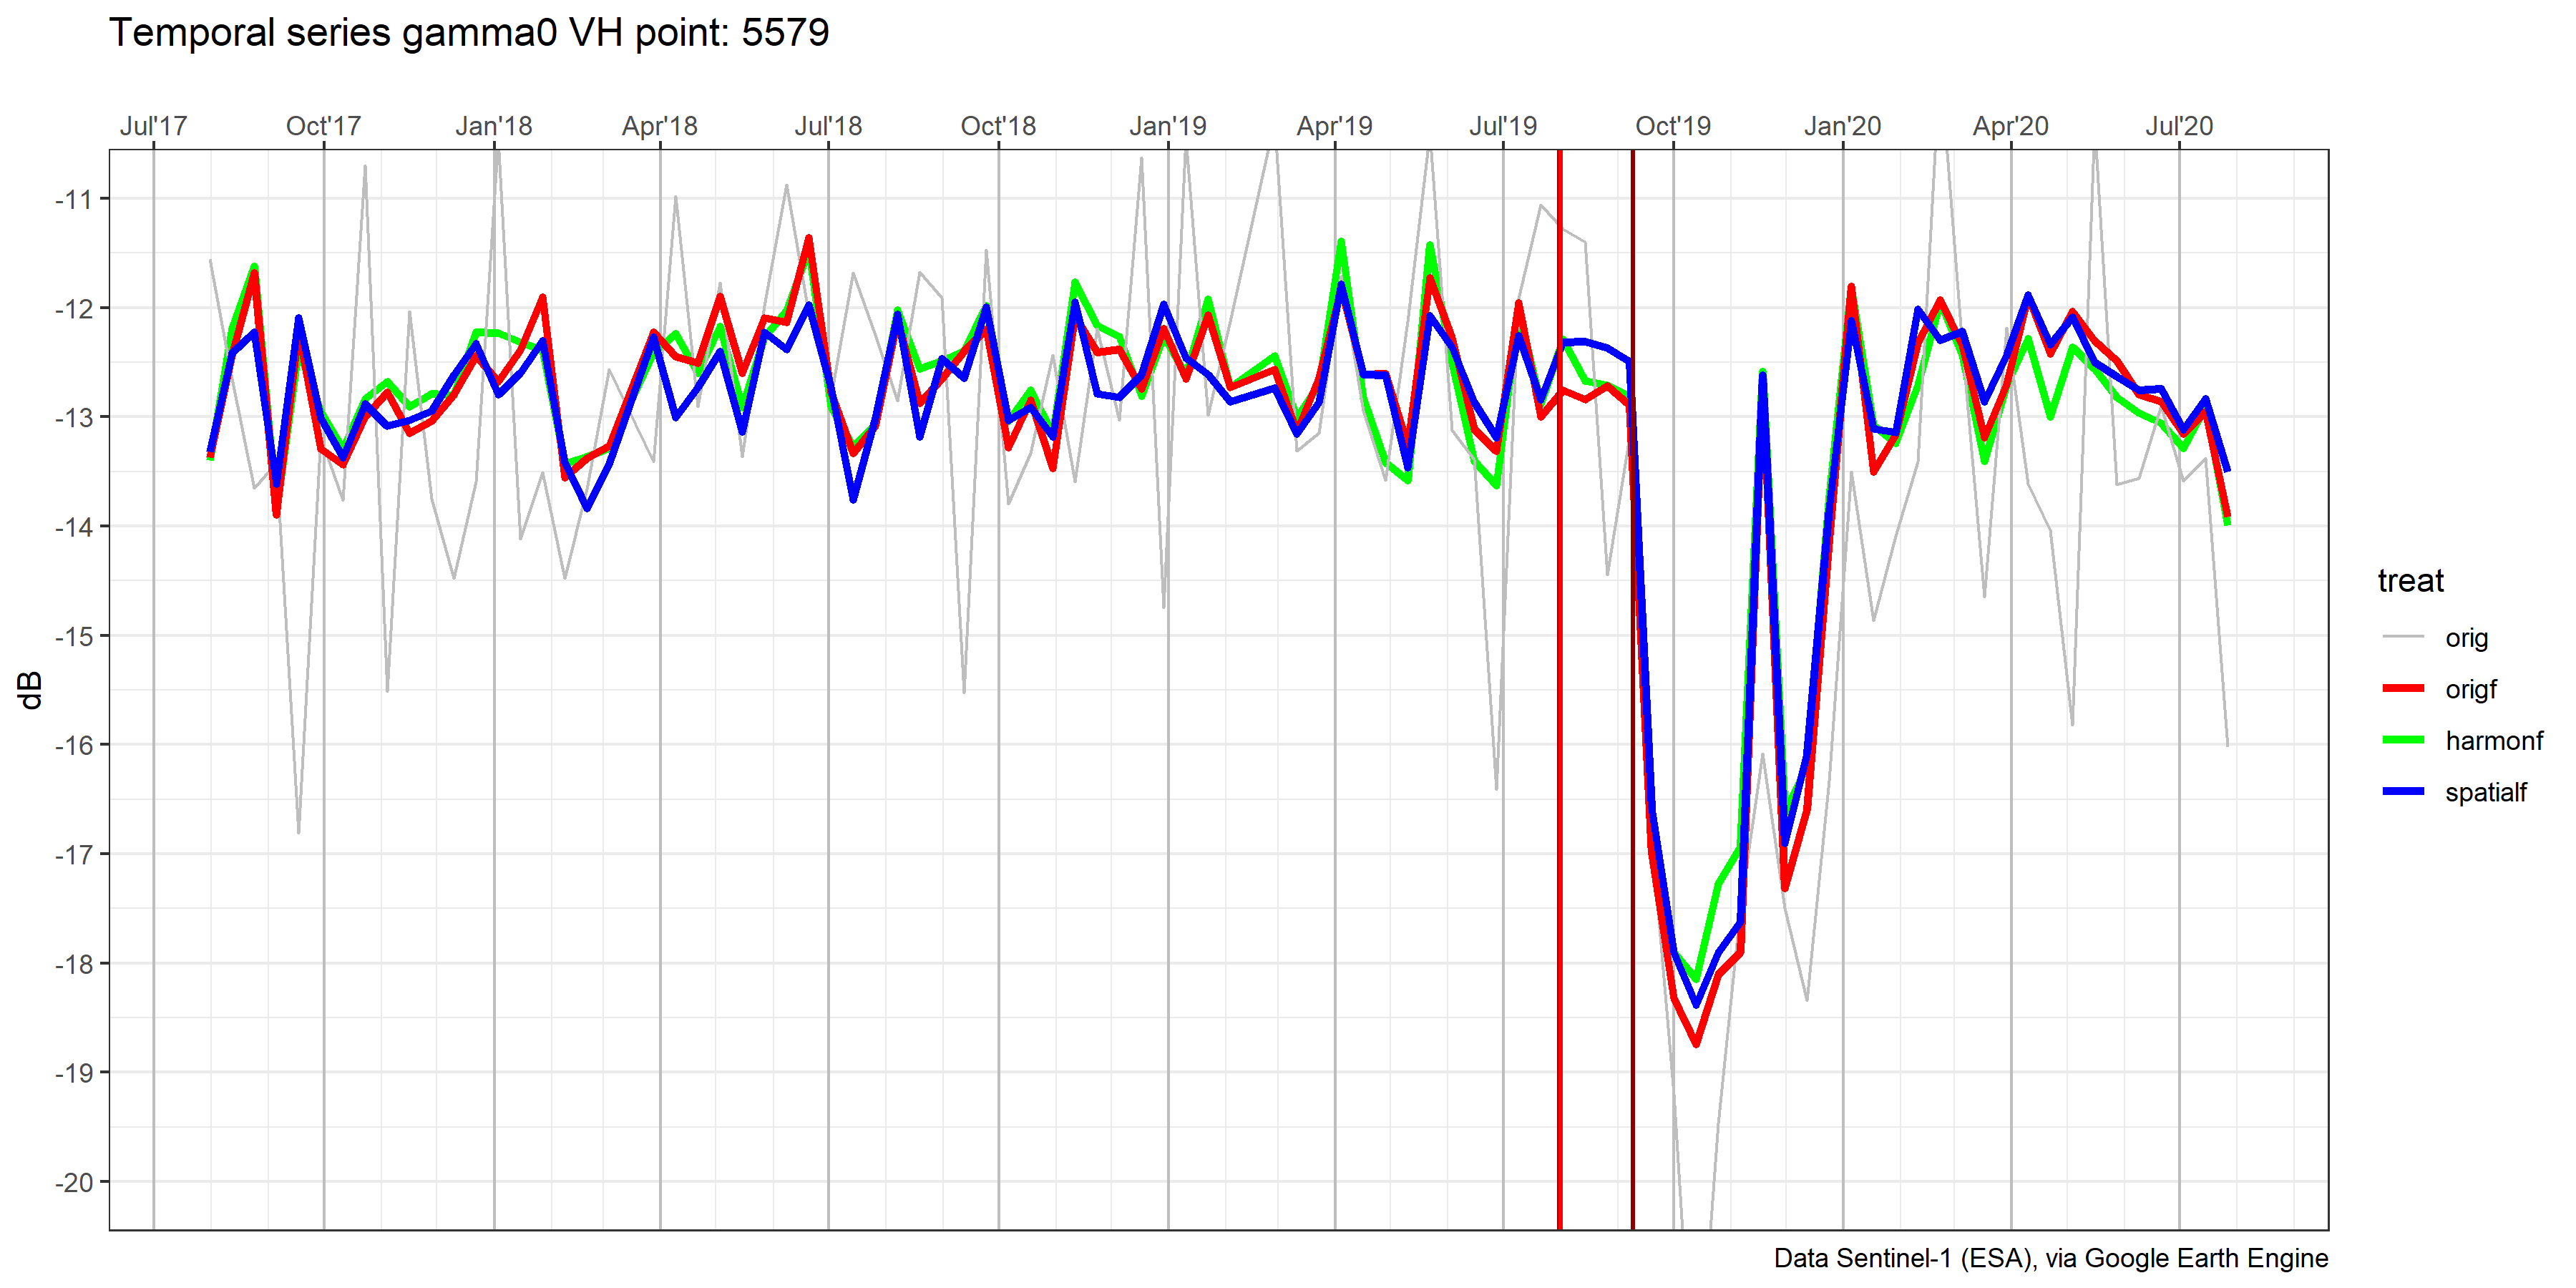 Temporal series gamma0 VH point: 5579
Jul'17 Oct'17 Jan'18 Apr'18 Jul'18 Oct'18 Jan'19 Apr'19 Jul'19 Oct'19 Jan'20 Apr'20 Jul'20
-11
-12
-13
-14
-15
-16
-17
-18
-19
-20
dB
treat
orig
origf
harmonf
spatialf
Data Sentinel-1 (ESA), via Google Earth Engine